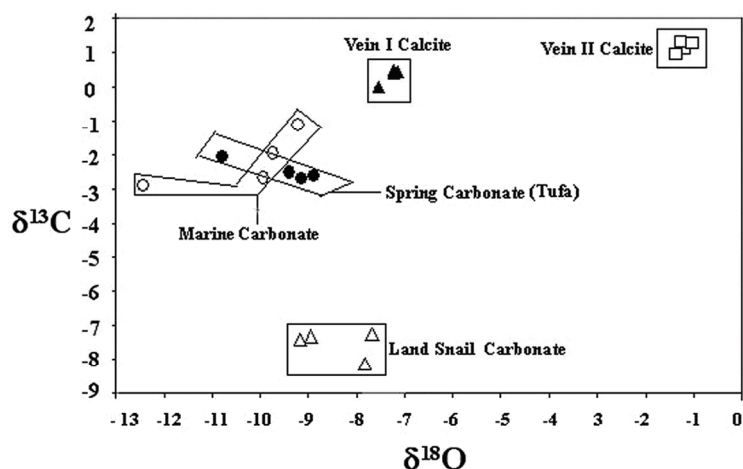 2
1
0
-1
-2
-3
-4
-5
-6
-7
-8
-9
δ¹³C
Vein I Calcite
Vein II Calcite
Spring Carbonate (Tufa)
Marine Carbonate
Land Snail Carbonate
-13 -12 -11 -10 -9 -8 -7 -6 -5 -4 -3 -2 -1 0
δ¹⁸O